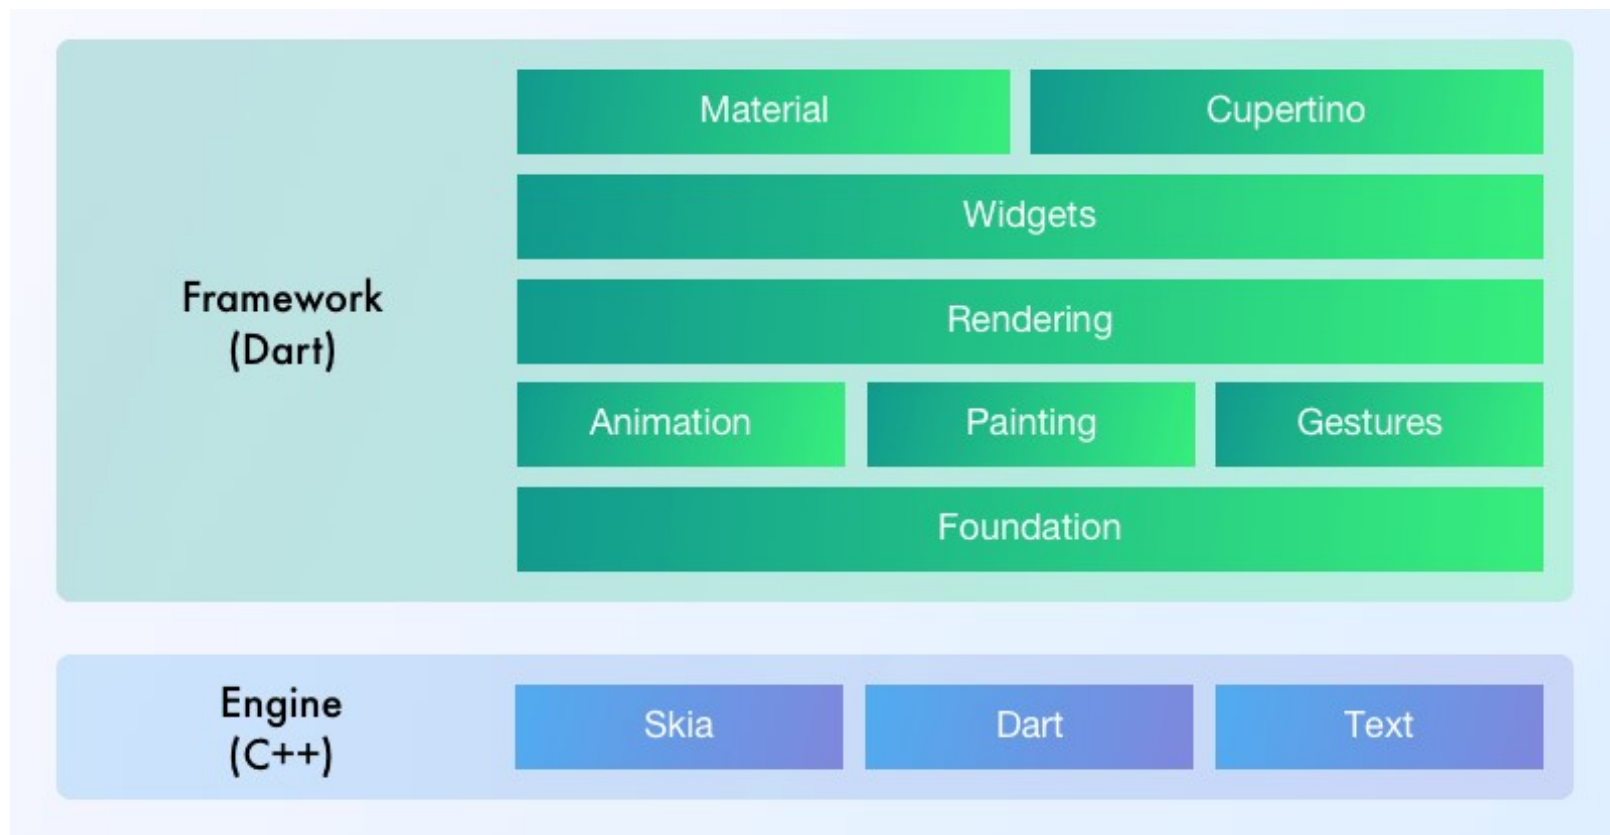 Material
Cupertino
Widgets
Framework
(Dart)
Rendering
Animation
Painting
Gestures
Foundation
Engine
(C++)
Skia
Dart
Text